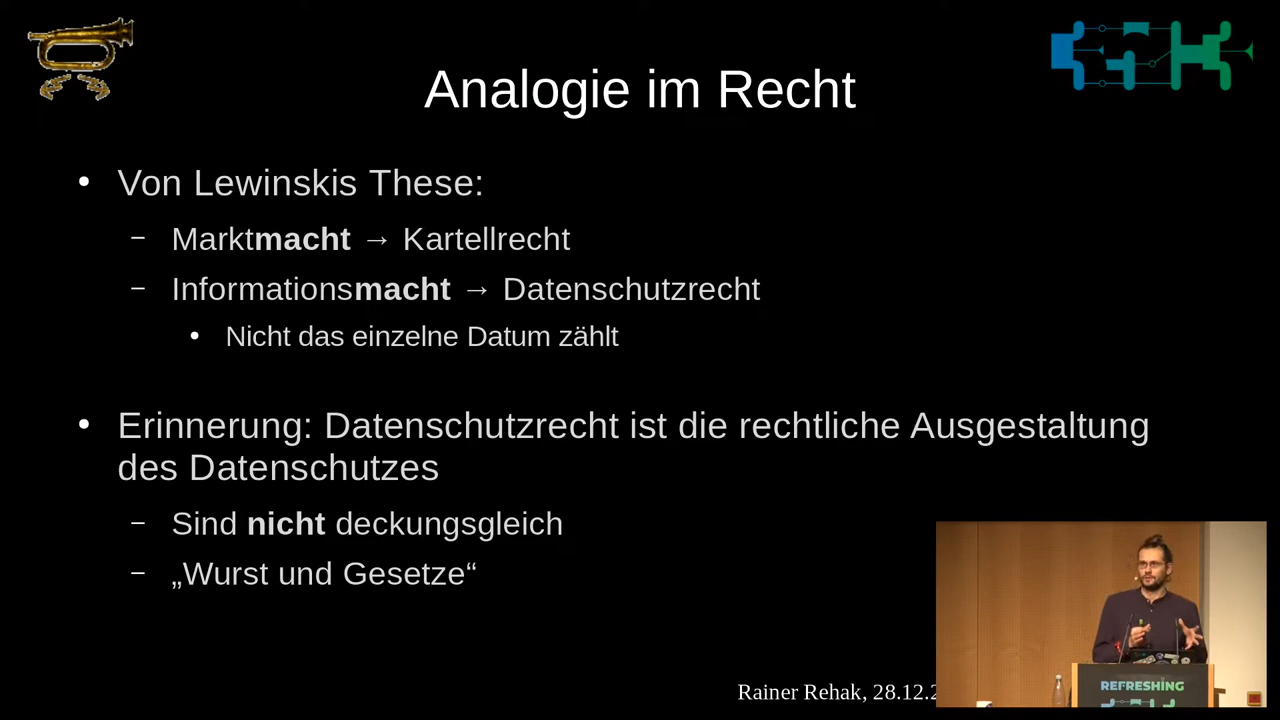 Analogie im Recht
• Von Lewinskis These:
– Marktmacht → Kartellrecht
– Informationsmacht → Datenschutzrecht
• Nicht das einzelne Datum zählt
• Erinnerung: Datenschutzrecht ist die rechtliche Ausgestaltung
des Datenschutzes
– Sind nicht deckungsgleich
– „Wurst und Gesetze“
Rainer Rehak, 28.12.2
REFRESHING